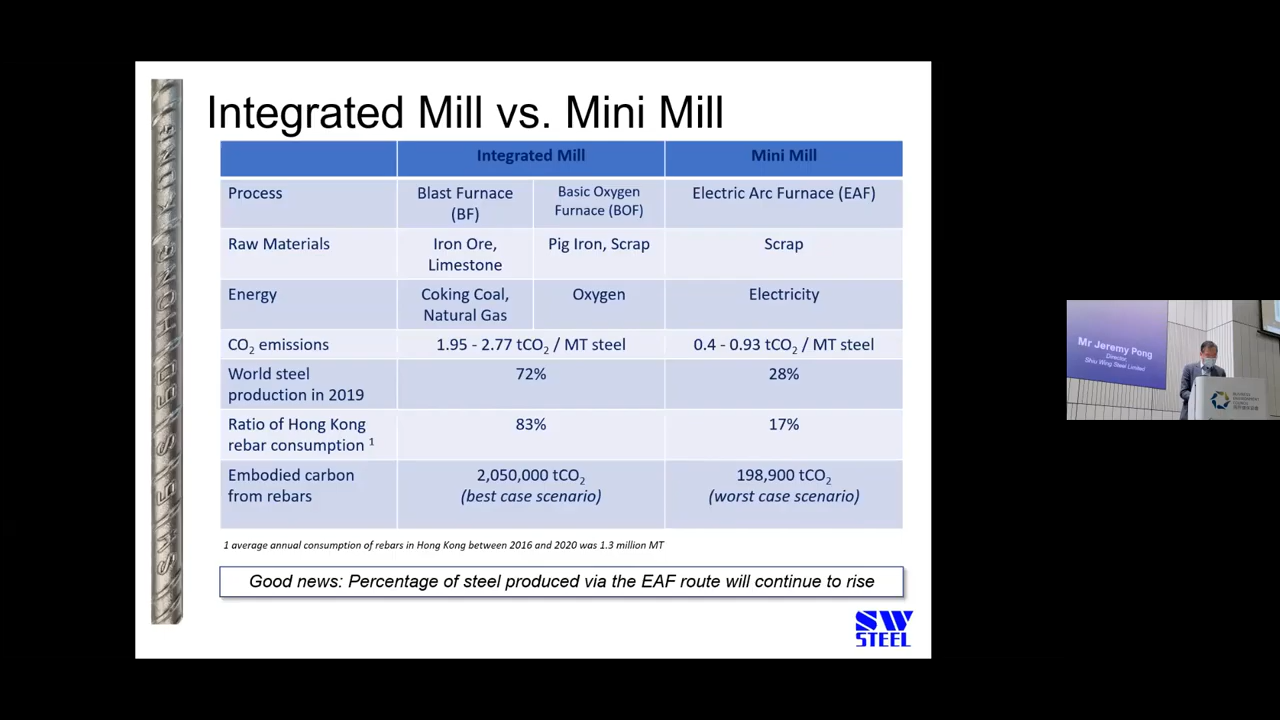 Integrated Mill vs. Mini Mill
Integrated Mill
Mini Mill
Process
Blast Furnace
(BF)
Basic Oxygen
Furnace (BOF)
Electric Arc Furnace (EAF)
Raw Materials
Iron Ore,
Limestone
Pig Iron, Scrap
Scrap
Energy
Coking Coal,
Natural Gas
Oxygen
Electricity
CO₂ emissions
1.95 - 2.77 tCO₂ / MT steel
0.4 - 0.93 tCO₂ / MT steel
World steel
production in 2019
72%
28%
Ratio of Hong Kong
rebar consumption ¹
83%
17%
Embodied carbon
from rebars
2,050,000 tCO₂
(best case scenario)
198,900 tCO₂
(worst case scenario)
1 average annual consumption of rebars in Hong Kong between 2016 and 2020 was 1.3 million MT
Good news: Percentage of steel produced via the EAF route will continue to rise
SW
STEEL
Mr Jeremy Pong
Director,
Shiu Wing Steel Limited